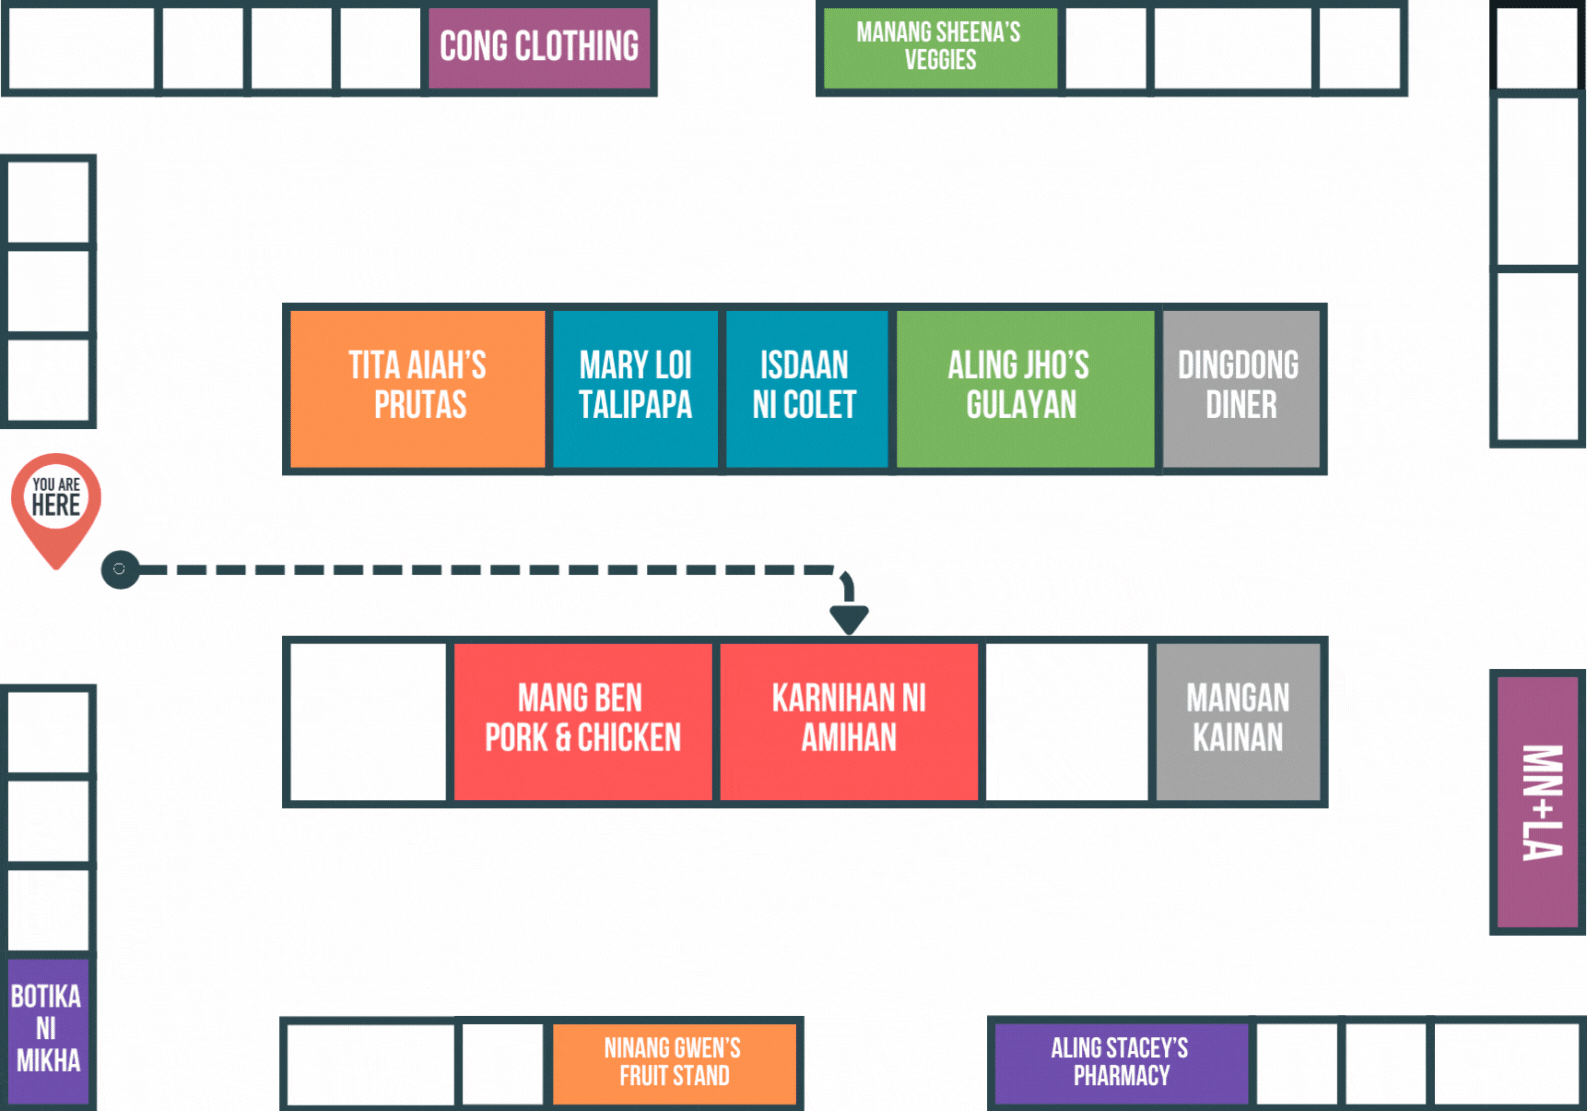 CONG CLOTHING
MANANG SHEENA'S
VEGGIES
TITA AIAH'S
PRUTAS
MARY LOI
TALIPAPA
ISDAAN
NI COLET
ALING JHO'S
GULAYAN
DINGDONG
DINER
YOU ARE
HERE
MANG BEN
PORK & CHICKEN
KARNIHAN NI
AMIHAN
MANGAN
KAINAN
MN+LA
BOTIKA
NI
MIKHA
NINANG GWEN'S
FRUIT STAND
ALING STACEY'S
PHARMACY